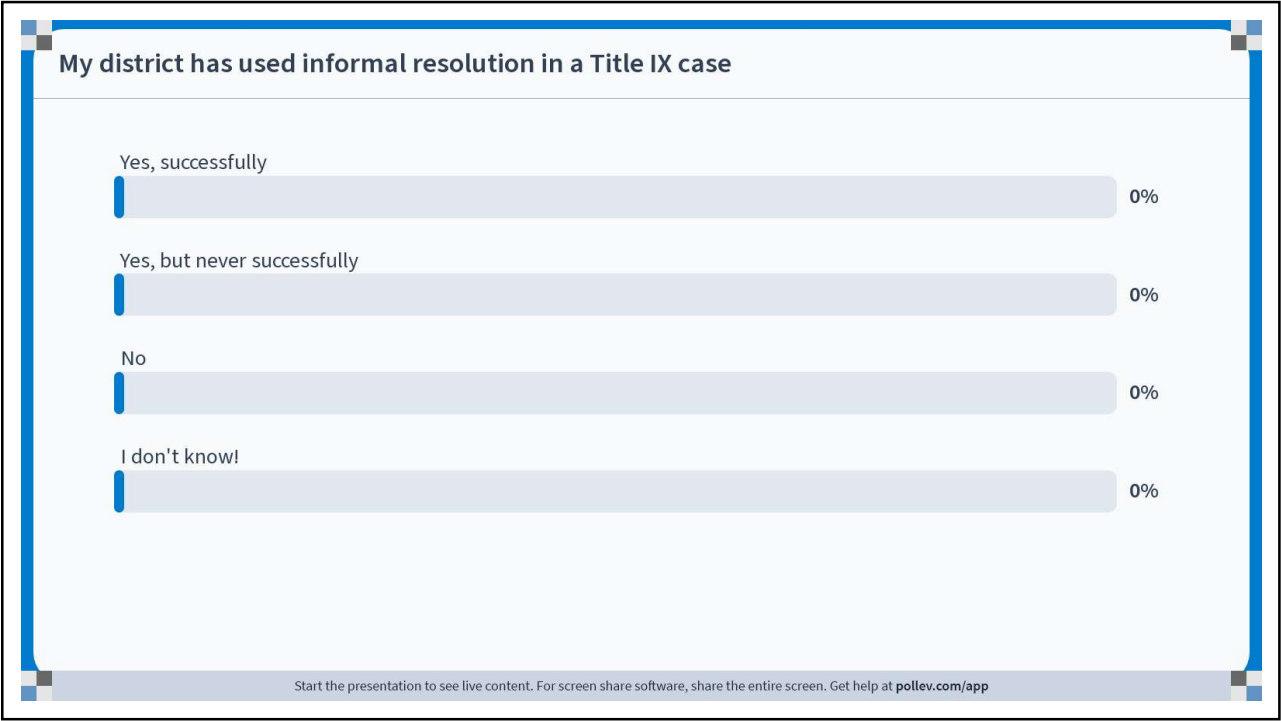 My district has used informal resolution in a Title IX case
Yes, successfully
0%
Yes, but never successfully
0%
No
0%
I don't know!
0%
Start the presentation to see live content. For screen share software, share the entire screen. Get help at pollev.com/app